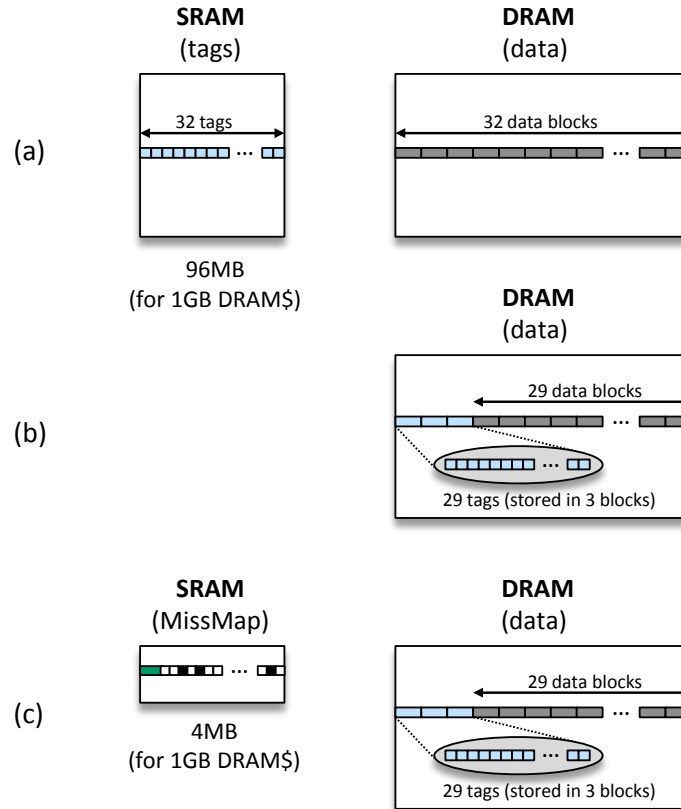 SRAM
(tags)
DRAM
(data)
(a)
32 tags
...
32 data blocks
...
96MB
(for 1GB DRAM$)
DRAM
(data)
(b)
29 data blocks
...
...
29 tags (stored in 3 blocks)
SRAM
(MissMap)
DRAM
(data)
(c)
...
4MB
(for 1GB DRAM$)
29 data blocks
...
...
29 tags (stored in 3 blocks)